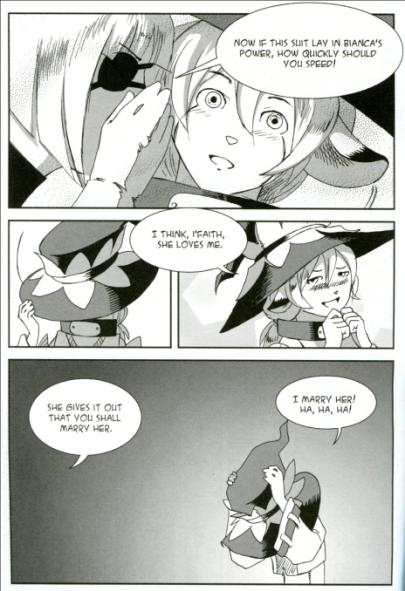 NOW IF THIS SUIT LAY IN BIANCA'S
POWER, HOW QUICKLY SHOULD
YOU SPEED!
I THINK, I'FAITH,
SHE LOVES ME.
SHE GIVES IT OUT
THAT YOU SHALL
MARRY HER.
I MARRY HER!
HA, HA, HA!